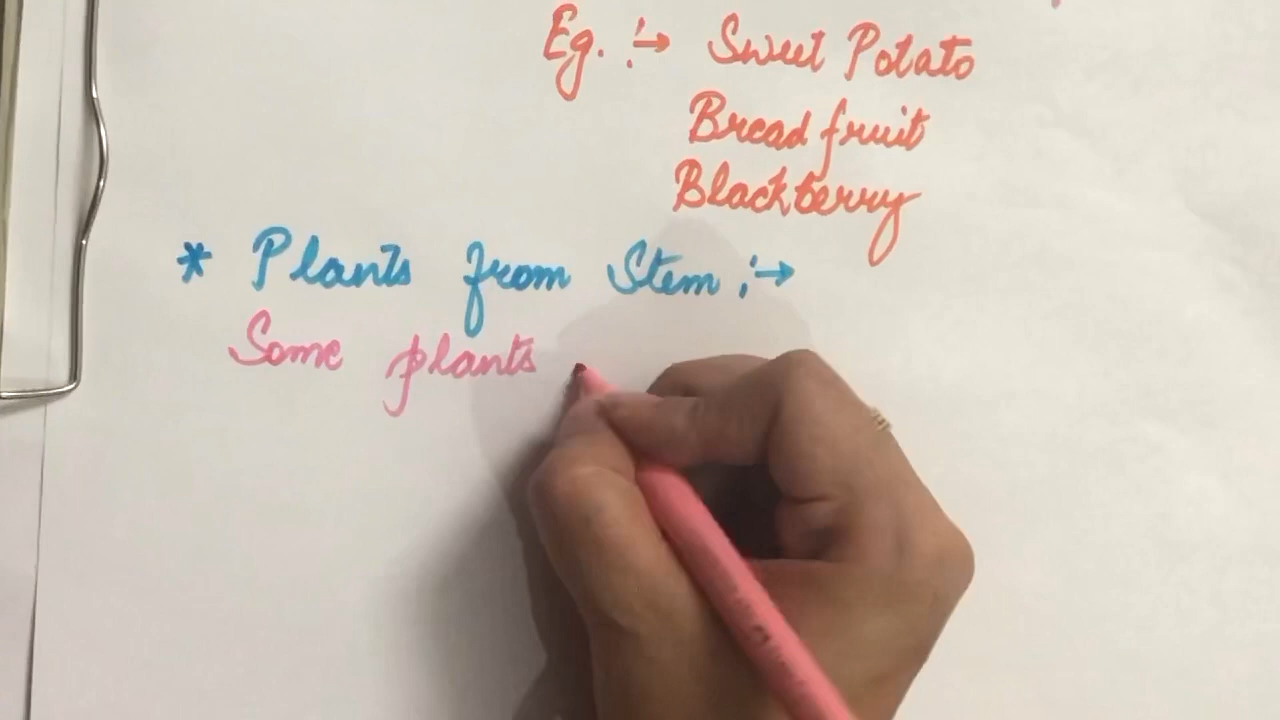 Eg. :→ Sweet Potato
Bread fruit
Blackberry
* Plants from Stem :→
Some plants